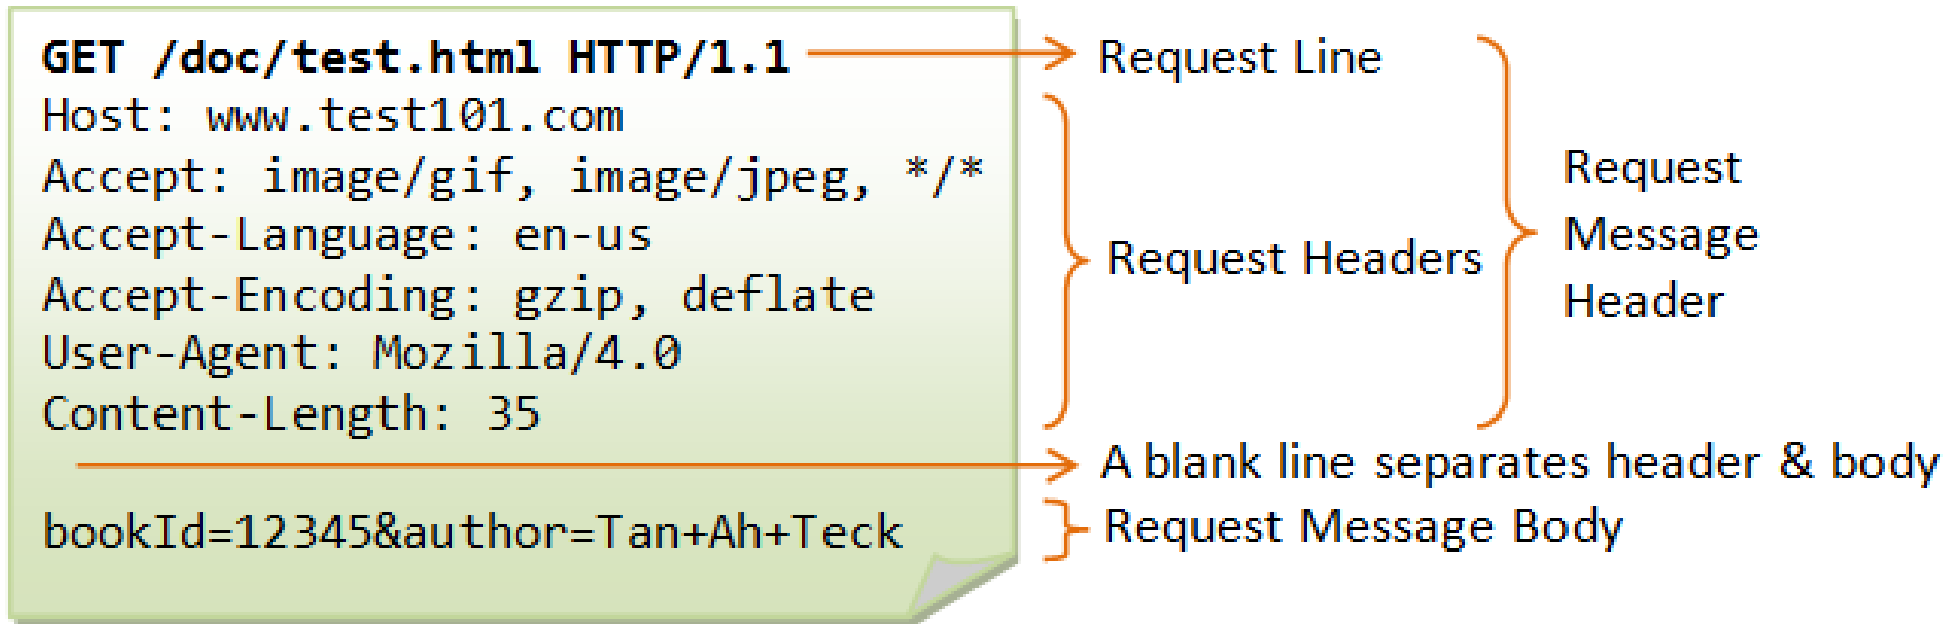 GET /doc/test.html HTTP/1.1
Host: www.test101.com
Accept: image/gif, image/jpeg, */*
Accept-Language: en-us
Accept-Encoding: gzip, deflate
User-Agent: Mozilla/4.0
Content-Length: 35
bookId=12345&author=Tan+Ah+Teck
Request Line
Request Headers
A blank line separates header & body
Request Message Body
Request
Message
Header